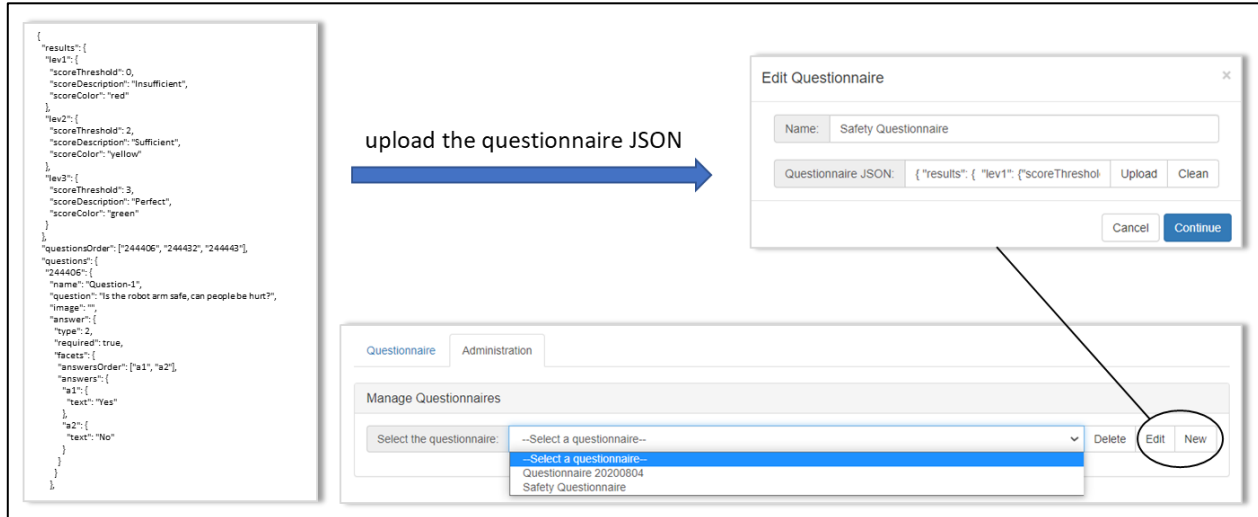 {
"results": {
"lev1": {
"scoreThreshold": 0,
"scoreDescription": "Insufficient",
"scoreColor": "red"
},
"lev2": {
"scoreThreshold": 2,
"scoreDescription": "Sufficient",
"scoreColor": "yellow"
},
"lev3": {
"scoreThreshold": 3,
"scoreDescription": "Perfect",
"scoreColor": "green"
}
},
"questionsOrder": ["244406", "244432", "244443"],
"questions": {
"244406": {
"name": "Question-1",
"question": "Is the robot arm safe, can people be hurt?",
"image": "",
"answer": {
"type": 2,
"required": true,
"facets": {
"answersOrder": ["a1", "a2"],
"answers": {
"a1": {
"text": "Yes"
},
"a2": {
"text": "No"
}
}
}
},
upload the questionnaire JSON
Edit Questionnaire ×
Name: Safety Questionnaire
Questionnaire JSON: { "results": { "lev1": {"scoreThreshol Upload Clean
Cancel Continue
Questionnaire Administration
Manage Questionnaires
Select the questionnaire: --Select a questionnaire-- Delete Edit New
--Select a questionnaire--
Questionnaire 20200804
Safety Questionnaire